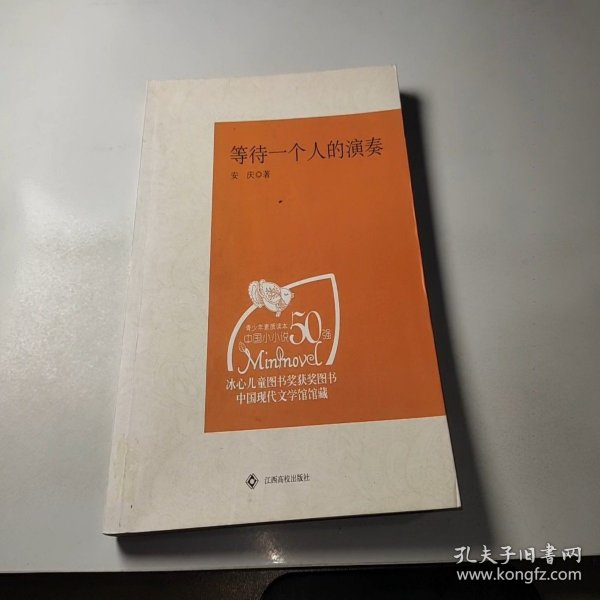 等待一个人的演奏
安 庆◎著
青少年素质读本
中国小小说50强
Mininovel
冰心儿童图书奖获奖图书
中国现代文学馆馆藏
江西高校出版社
孔夫子旧书网
www.kongfz.com